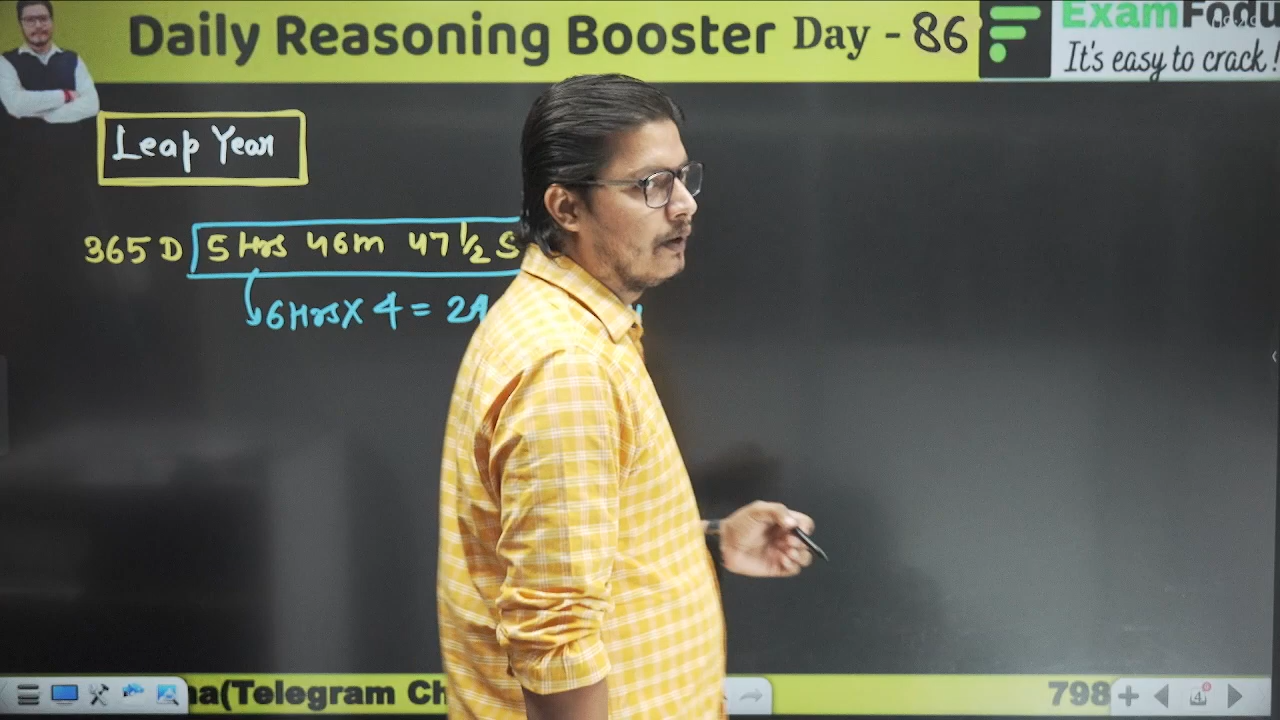 Daily Reasoning Booster Day - 86
ExamFodu
It's easy to crack !
Leap Year
365 D 5 Hrs 46m 47 1/2 S
6 Hrs X 4 = 24
(Telegram Ch
798